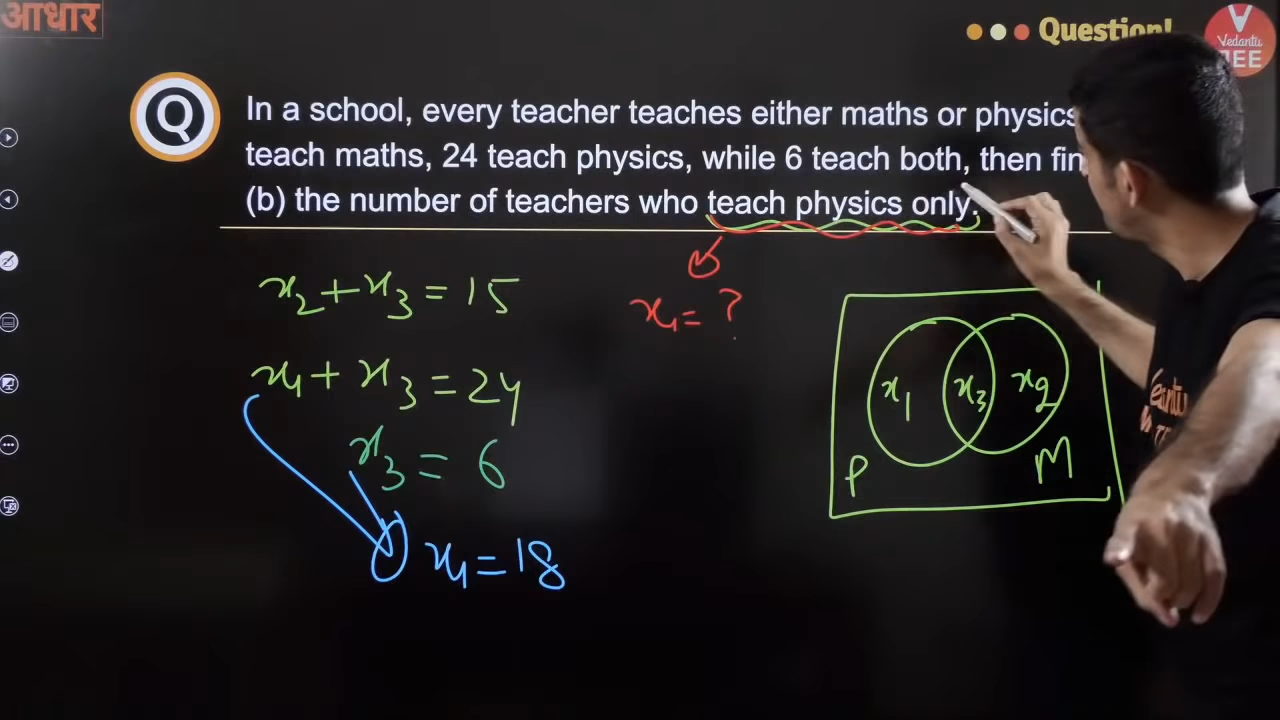 आधार
Question!
Vedantu
JEE
Q
In a school, every teacher teaches either maths or physics
teach maths, 24 teach physics, while 6 teach both, then
(b) the number of teachers who teach physics only.
x₂ + x₃ = 15
x₁ = ?
x₁ + x₃ = 24
x₃ = 6
x₁ = 18
x₁ x₃ x₂
P M